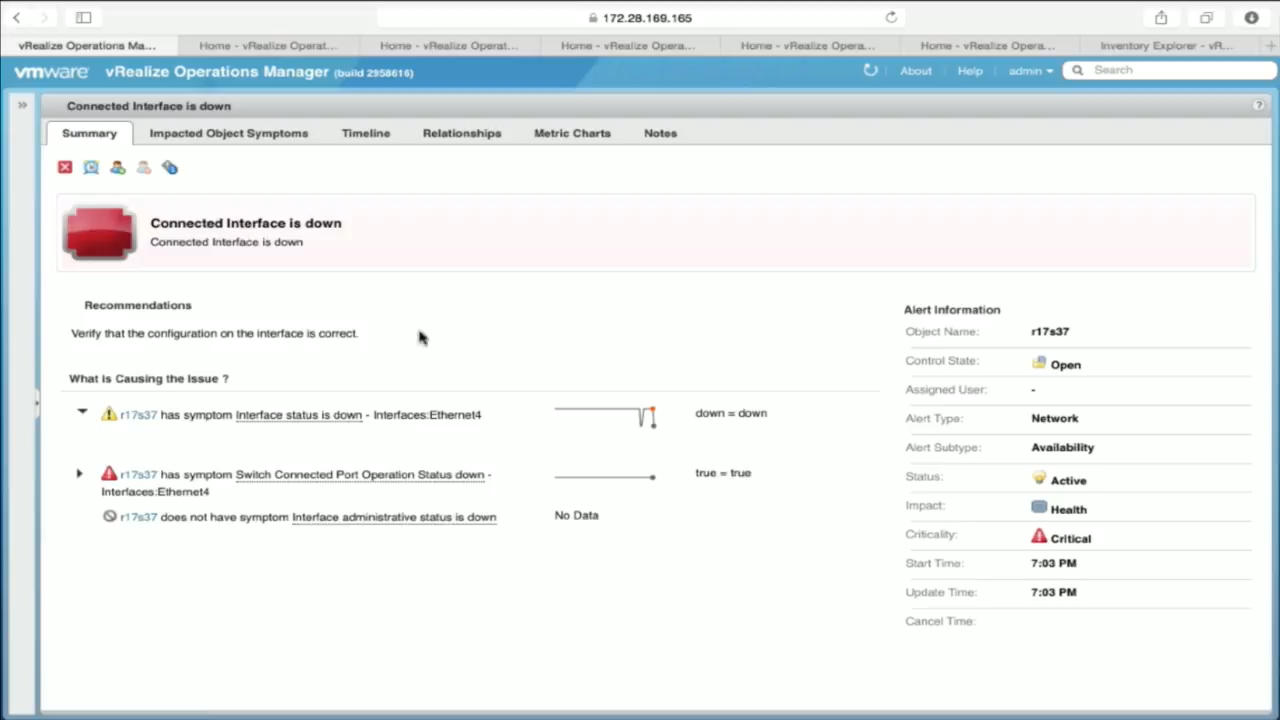 172.28.169.165
vRealize Operations Ma...
Home - vRealize Operat...
Home - vRealize Operat...
Home - vRealize Opera...
Home - vRealize Opera...
Home - vRealize Opera...
Inventory Explorer - vR...
vmware vRealize Operations Manager (build 2958616)
About Help admin Search
Connected Interface is down
?
Summary Impacted Object Symptoms Timeline Relationships Metric Charts Notes
Connected Interface is down
Connected Interface is down
Recommendations
Verify that the configuration on the interface is correct.
What is Causing the Issue ?
r17s37 has symptom Interface status is down - Interfaces:Ethernet4
down = down
r17s37 has symptom Switch Connected Port Operation Status down -
Interfaces:Ethernet4
true = true
r17s37 does not have symptom Interface administrative status is down
No Data
Alert Information
Object Name: r17s37
Control State: Open
Assigned User: -
Alert Type: Network
Alert Subtype: Availability
Status: Active
Impact: Health
Criticality: Critical
Start Time: 7:03 PM
Update Time: 7:03 PM
Cancel Time: